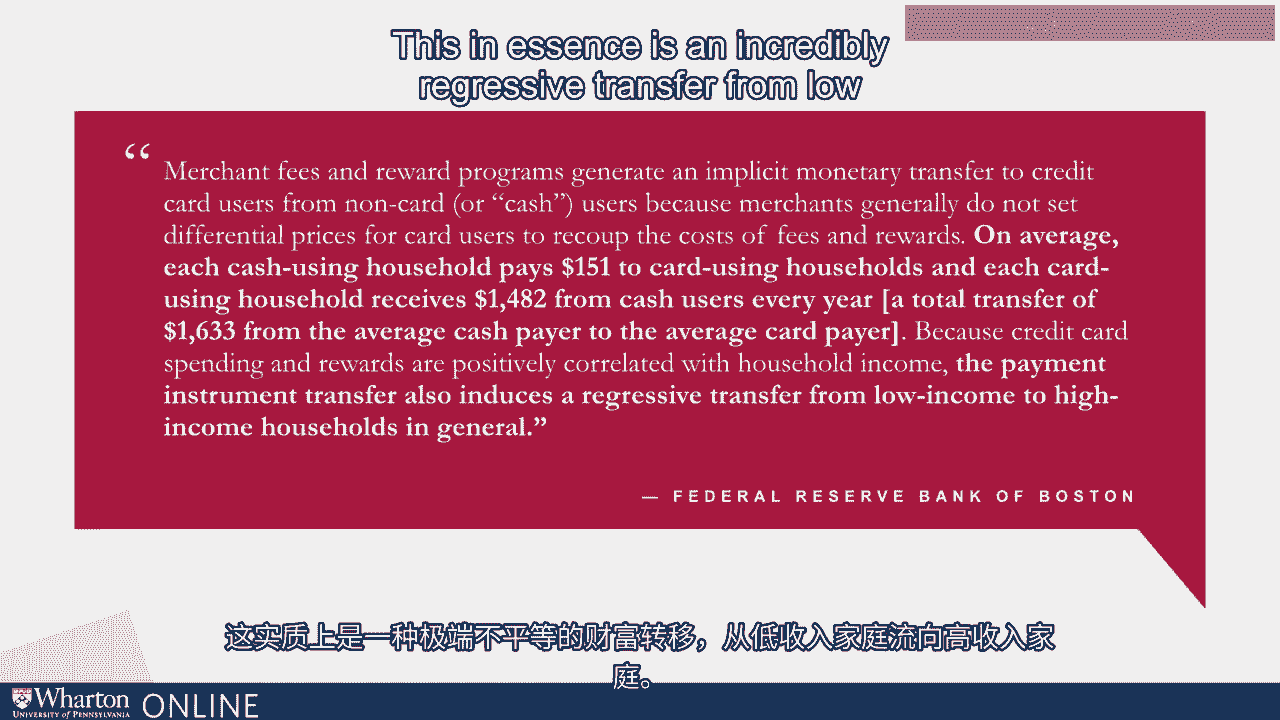 This in essence is an incredibly
regressive transfer from low
“ Merchant fees and reward programs generate an implicit monetary transfer to credit
card users from non-card (or “cash”) users because merchants generally do not set
differential prices for card users to recoup the costs of fees and rewards. On average,
each cash-using household pays $151 to card-using households and each card-
using household receives $1,482 from cash users every year [a total transfer of
$1,633 from the average cash payer to the average card payer]. Because credit card
spending and rewards are positively correlated with household income, the payment
instrument transfer also induces a regressive transfer from low-income to high-
income households in general.”
— FEDERAL RESERVE BANK OF BOSTON
这实质上是一种极端不平等的财富转移，从低收入家庭流向高收入家
庭。
Wharton ONLINE
UNIVERSITY of PENNSYLVANIA